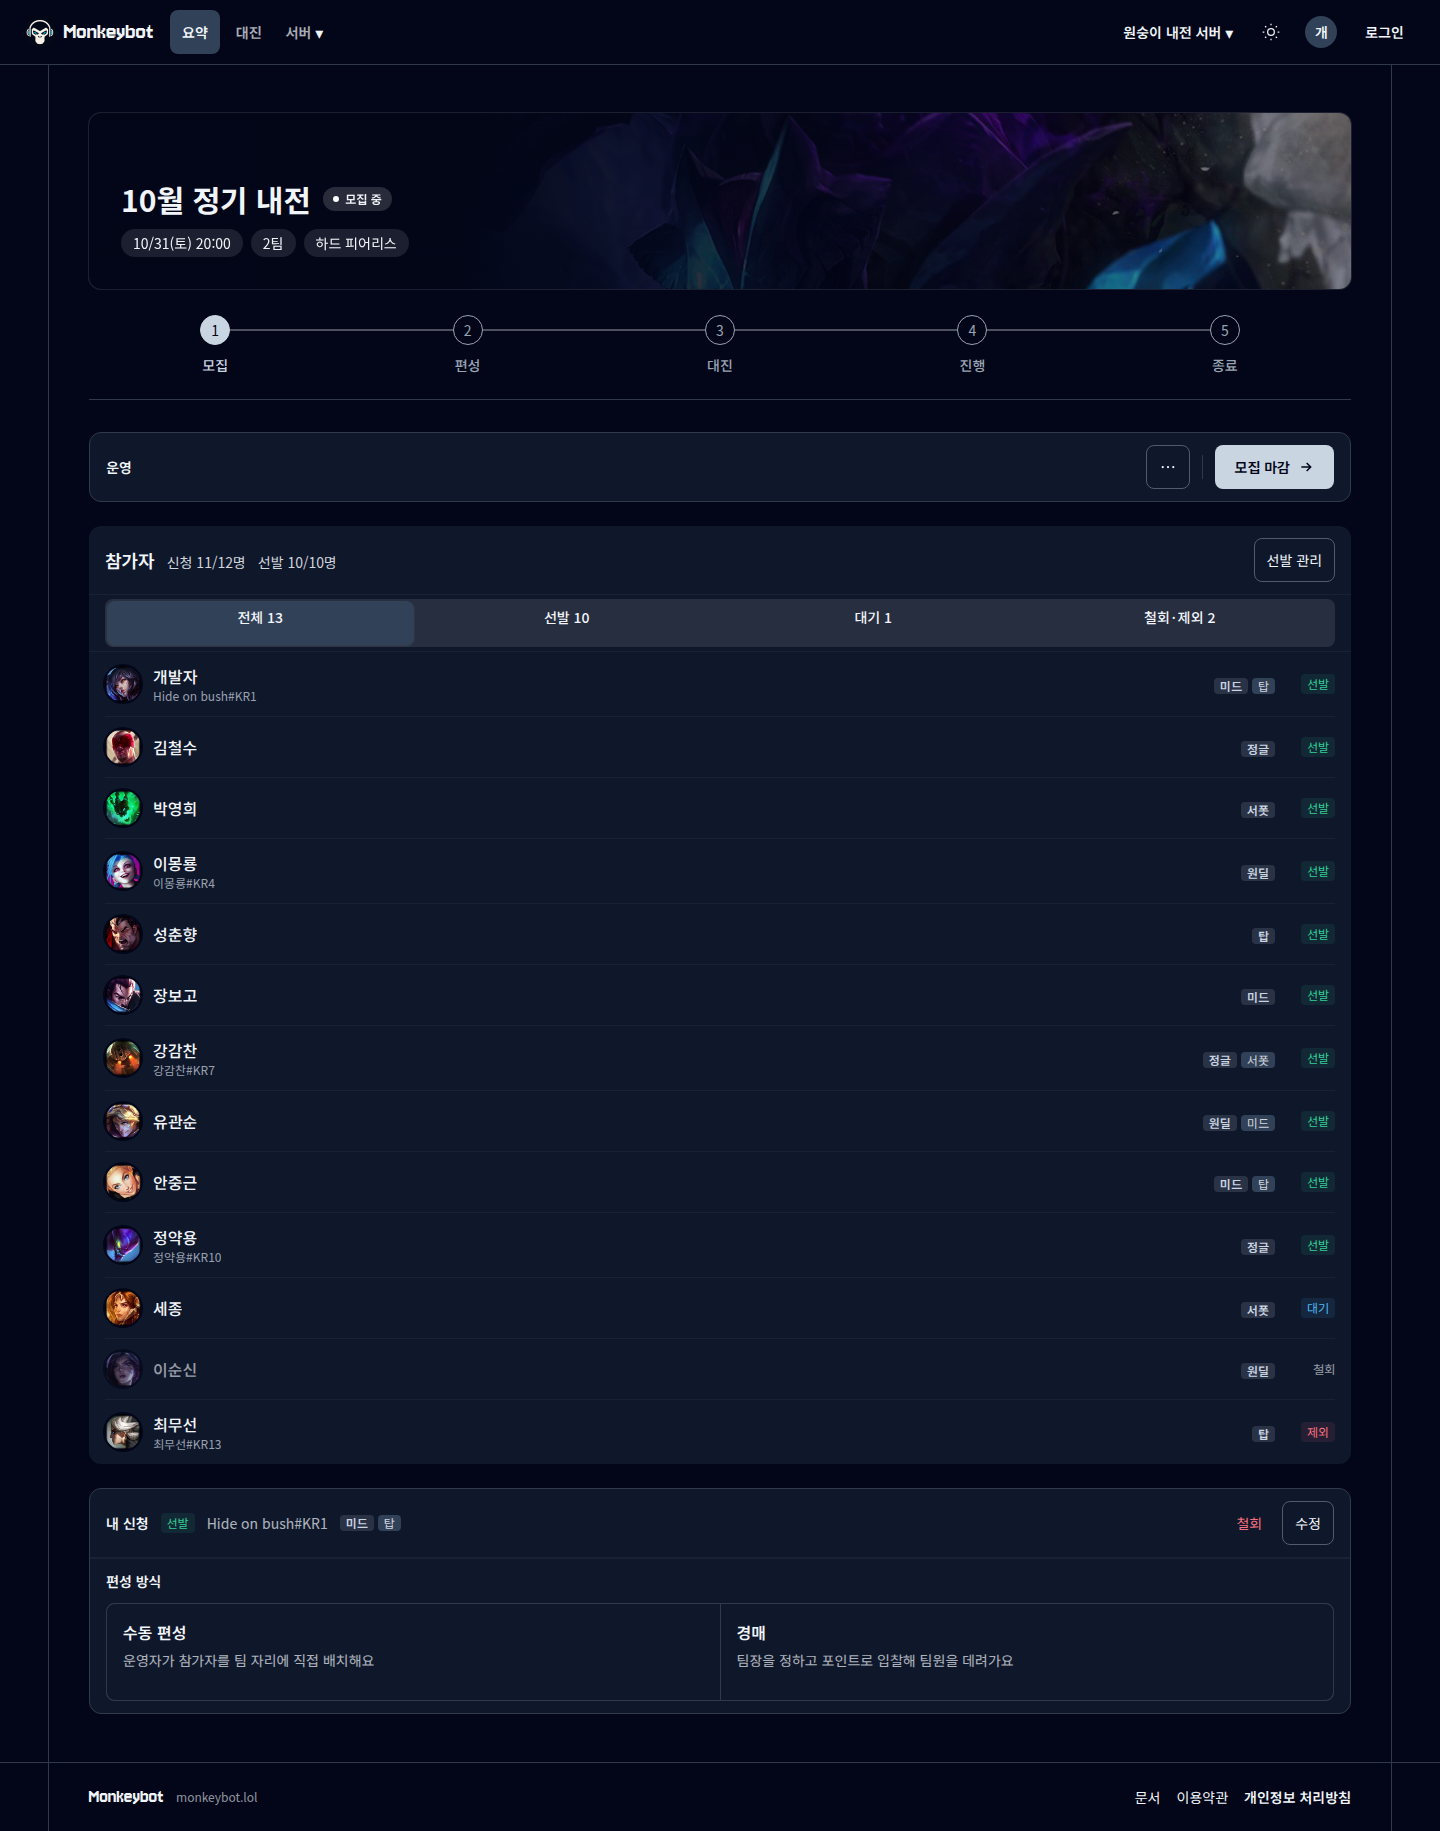 Monkeybot 요약 대진 서버 ▾ 원숭이 내전 서버 ▾ 개 로그인
10월 정기 내전 모집 중
10/31(토) 20:00 2팀 하드 피어리스
1 2 3 4 5
모집 편성 대진 진행 종료
운영 ··· 모집 마감 →
참가자 신청 11/12명 선발 10/10명 선발 관리
전체 13 선발 10 대기 1 철회·제외 2
개발자
Hide on bush#KR1
미드 탑 선발
김철수 정글 선발
박영희 서폿 선발
이몽룡
이몽룡#KR4
원딜 선발
성춘향 탑 선발
장보고 미드 선발
강감찬
강감찬#KR7
정글 서폿 선발
유관순 원딜 미드 선발
안중근 미드 탑 선발
정약용
정약용#KR10
정글 선발
세종 서폿 대기
이순신 원딜 철회
최무선
최무선#KR13
탑 제외
내 신청 선발 Hide on bush#KR1 미드 탑 철회 수정
편성 방식
수동 편성
운영자가 참가자를 팀 자리에 직접 배치해요
경매
팀장을 정하고 포인트로 입찰해 팀원을 데려가요
Monkeybot monkeybot.lol 문서 이용약관 개인정보 처리방침